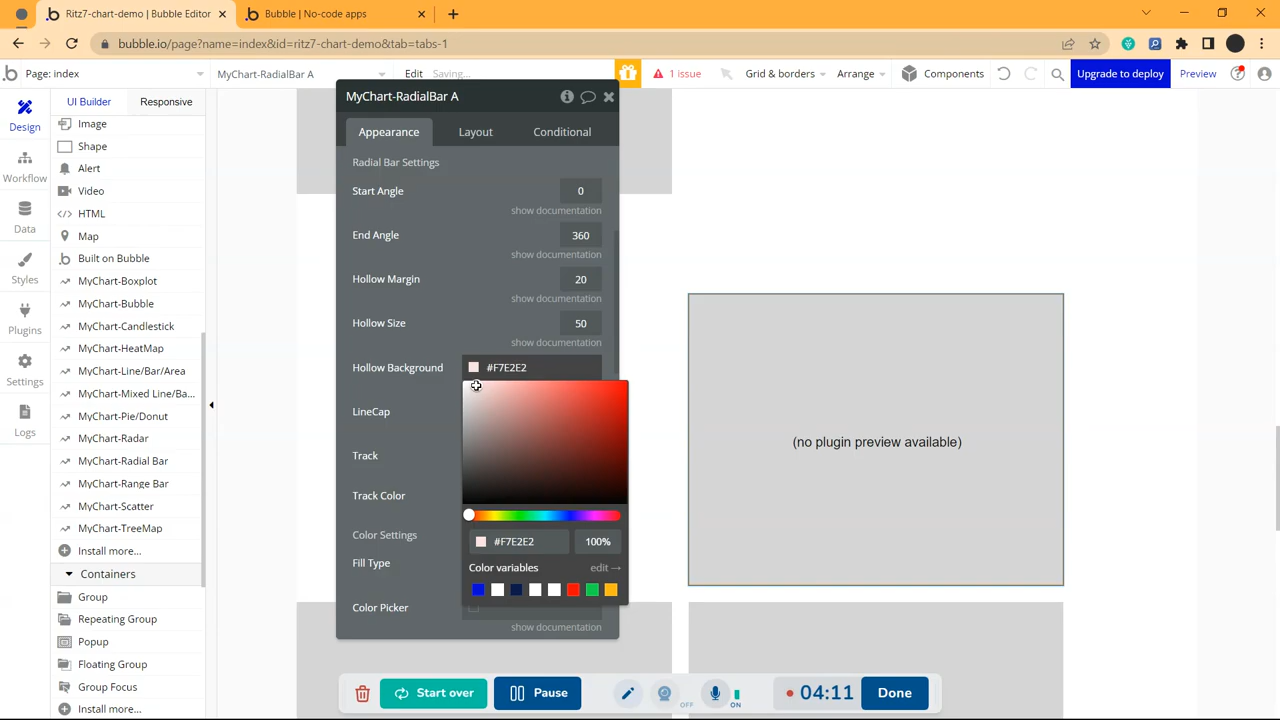 Ritz7-chart-demo | Bubble Editor
Bubble | No-code apps
bubble.io/page?name=index&id=ritz7-chart-demo&tab=tabs-1
Page: index
MyChart-RadialBar A
Edit
Saving...
1 issue
Grid & borders
Arrange
Components
Upgrade to deploy
Preview
Design
Workflow
Data
Styles
Plugins
Settings
Logs
UI Builder
Responsive
Image
Shape
Alert
Video
HTML
Map
Built on Bubble
MyChart-Boxplot
MyChart-Bubble
MyChart-Candlestick
MyChart-HeatMap
MyChart-Line/Bar/Area
MyChart-Mixed Line/Ba...
MyChart-Pie/Donut
MyChart-Radar
MyChart-Radial Bar
MyChart-Range Bar
MyChart-Scatter
MyChart-TreeMap
Install more...
Containers
Group
Repeating Group
Popup
Floating Group
Group Focus
Install more...
MyChart-RadialBar A
Appearance
Layout
Conditional
Radial Bar Settings
Start Angle
0
show documentation
End Angle
360
show documentation
Hollow Margin
20
show documentation
Hollow Size
50
show documentation
Hollow Background
#F7E2E2
LineCap
Track
Track Color
Color Settings
Fill Type
Color Picker
show documentation
#F7E2E2
100%
Color variables
edit →
(no plugin preview available)
Start over
Pause
OFF
ON
04:11
Done